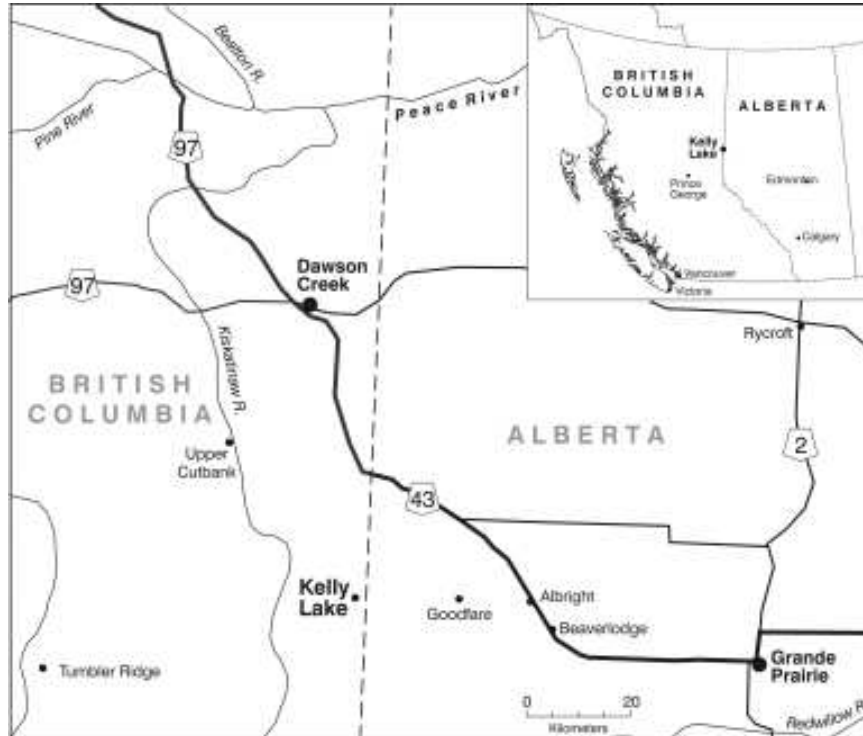 Beatton R.
Pine River
Peace River
97
97
Dawson
Creek
Kiskatinaw R.
BRITISH
COLUMBIA
Upper
Cutbank
ALBERTA
43
2
Rycroft
Kelly
Lake
Goodfare
Albright
Beaverlodge
Tumbler Ridge
Grande
Prairie
0
20
Kilometers
Redwillow R.
BRITISH
COLUMBIA
ALBERTA
Kelly
Lake
Prince
George
Edmonton
Calgary
Vancouver
Victoria